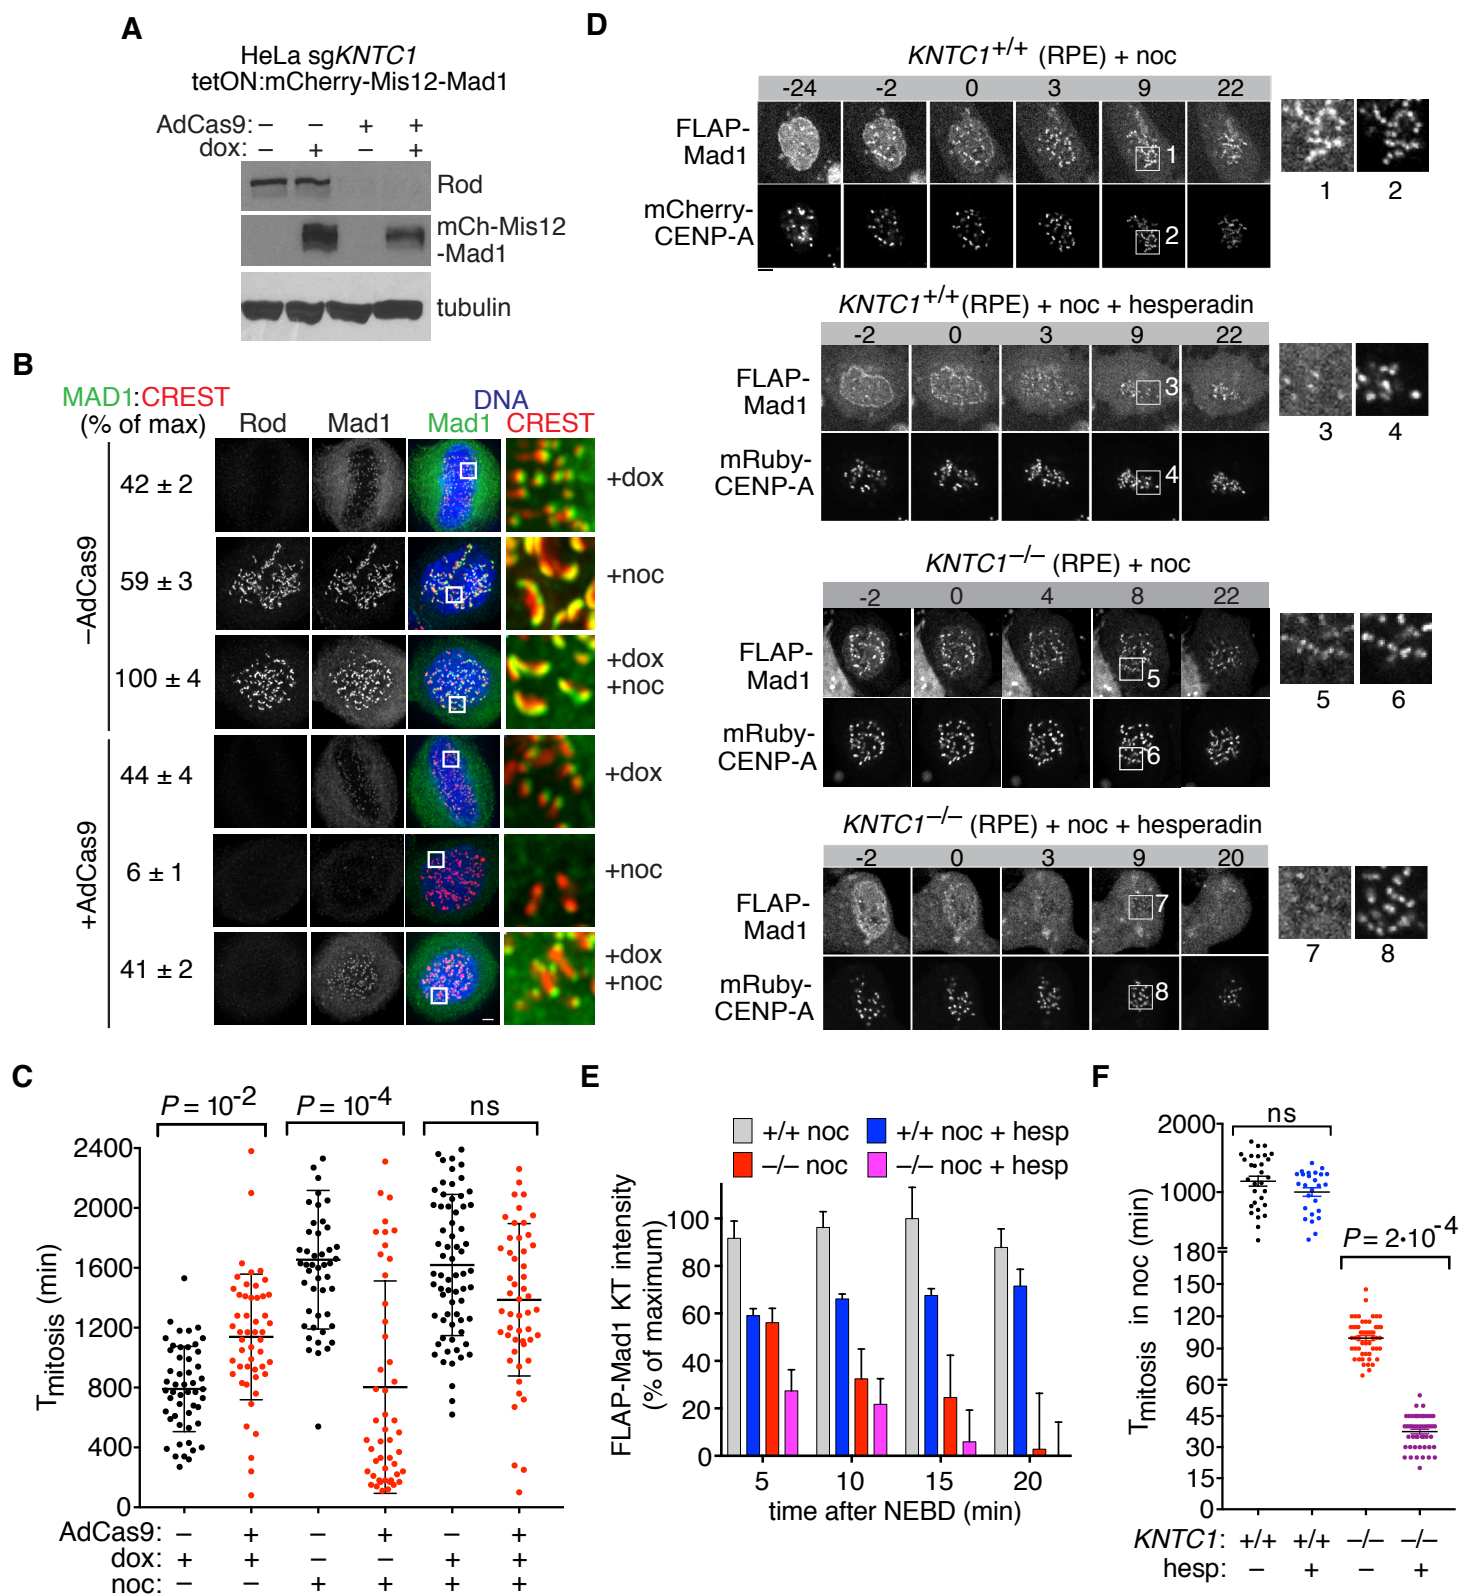 A
HeLa sgKNTC1
tetON:mCherry-Mis12-Mad1
AdCas9: – – + +
dox: – + – +
Rod
mCh-Mis12
-Mad1
tubulin
B
MAD1:CREST
(% of max)
Rod
Mad1
DNA
Mad1
CREST
–AdCas9
42 ± 2
+dox
59 ± 3
+noc
100 ± 4
+dox
+noc
+AdCas9
44 ± 4
+dox
6 ± 1
+noc
41 ± 2
+dox
+noc
C
P = 10-2
P = 10-4
ns
Tmitosis (min)
2400
2000
1600
1200
800
400
0
AdCas9: – + – + – +
dox: + + – – + +
noc: – – + + + +
D
KNTC1+/+ (RPE) + noc
-24 -2 0 3 9 22
FLAP-
Mad1
1
mCherry-
CENP-A
2
1 2
KNTC1+/+(RPE) + noc + hesperadin
-2 0 3 9 22
FLAP-
Mad1
3
mRuby-
CENP-A
4
3 4
KNTC1–/– (RPE) + noc
-2 0 4 8 22
FLAP-
Mad1
5
mRuby-
CENP-A
6
5 6
KNTC1–/– (RPE) + noc + hesperadin
-2 0 3 9 20
FLAP-
Mad1
7
mRuby-
CENP-A
8
7 8
E
+/+ noc
+/+ noc + hesp
–/– noc
–/– noc + hesp
FLAP-Mad1 KT intensity
(% of maximum)
100
80
60
40
20
0
5 10 15 20
time after NEBD (min)
F
ns
P = 2•10-4
Tmitosis in noc (min)
2000
1000
180
150
120
90
60
45
30
15
0
KNTC1: +/+ +/+ –/– –/–
hesp: – + – +